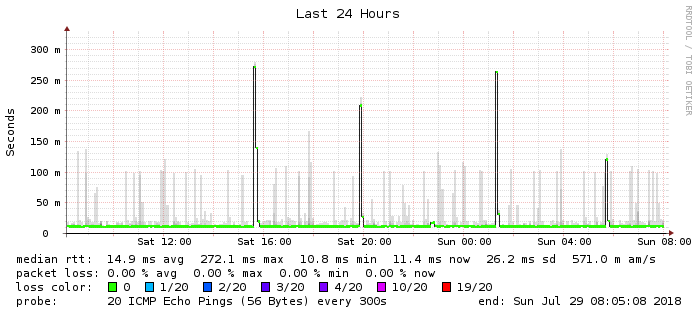 Last 24 Hours
RRDTOOL / TOBI OETIKER
Seconds
300 m
250 m
200 m
150 m
100 m
50 m
0
Sat 12:00 Sat 16:00 Sat 20:00 Sun 00:00 Sun 04:00 Sun 08:00
median rtt: 14.9 ms avg 272.1 ms max 10.8 ms min 11.4 ms now 26.2 ms sd 571.0 m am/s
packet loss: 0.00 % avg 0.00 % max 0.00 % min 0.00 % now
loss color: 0 1/20 2/20 3/20 4/20 10/20 19/20
probe: 20 ICMP Echo Pings (56 Bytes) every 300s end: Sun Jul 29 08:05:08 2018